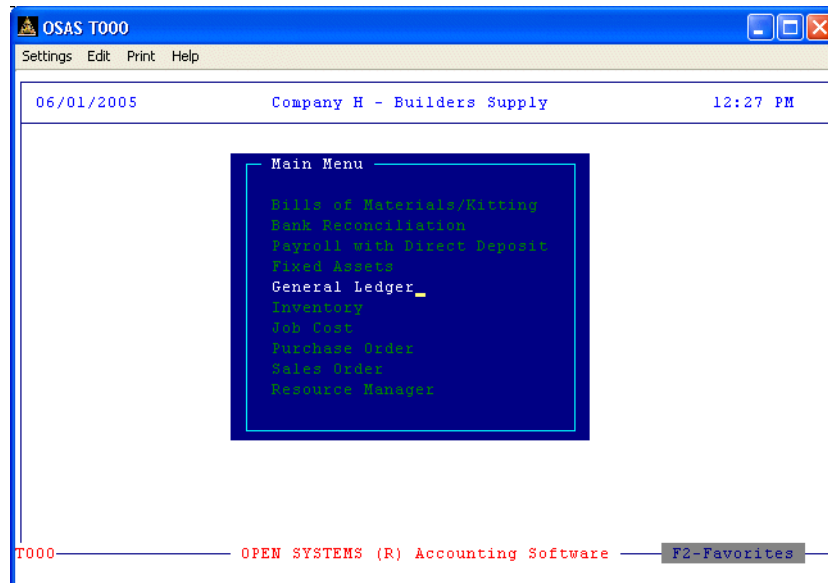 OSAS T000
Settings Edit Print Help
06/01/2005 Company H - Builders Supply 12:27 PM
Main Menu
Bills of Materials/Kitting
Bank Reconciliation
Payroll with Direct Deposit
Fixed Assets
General Ledger_
Inventory
Job Cost
Purchase Order
Sales Order
Resource Manager
T000 OPEN SYSTEMS (R) Accounting Software F2-Favorites